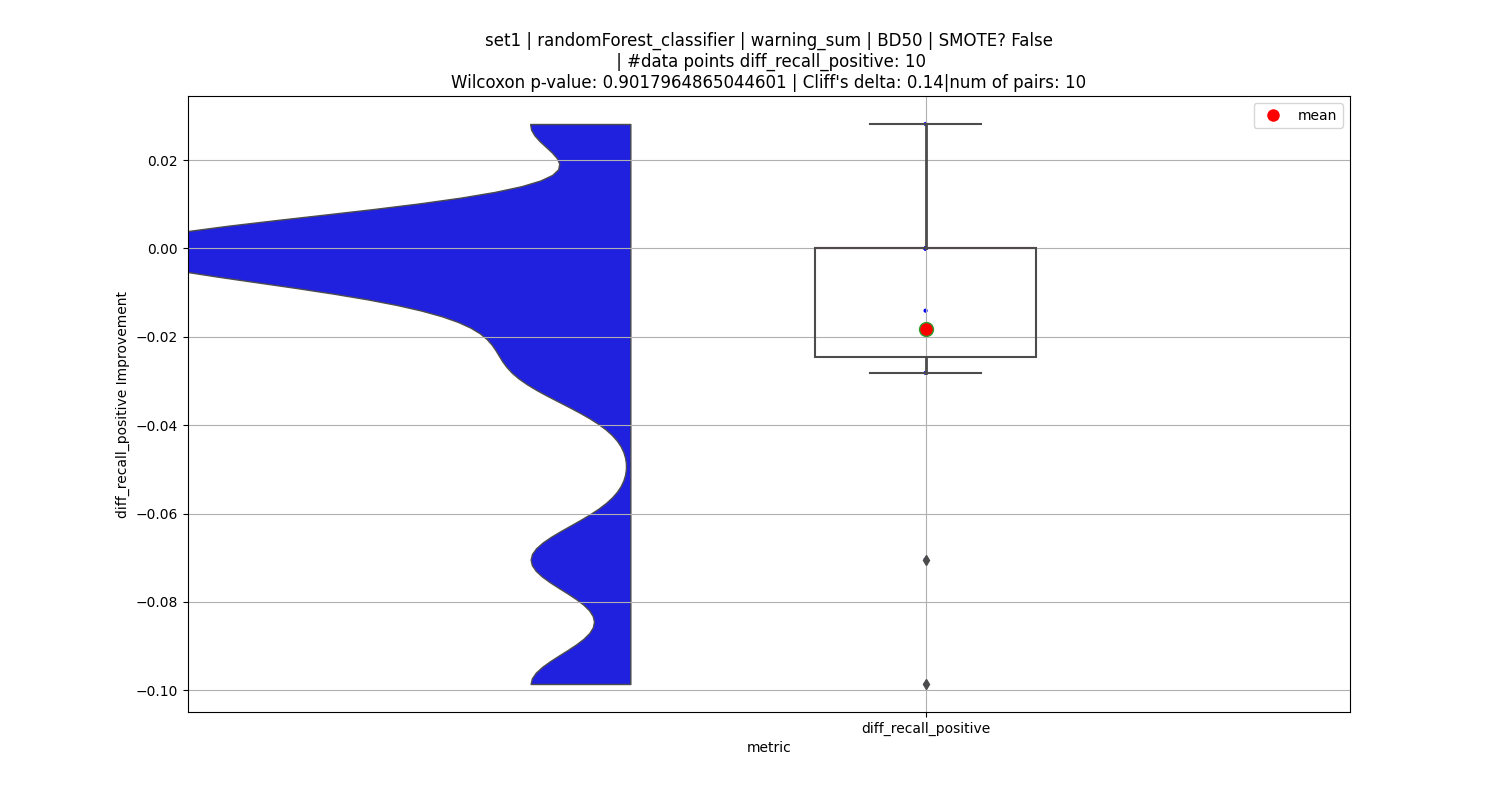 set1 | randomForest_classifier | warning_sum | BD50 | SMOTE? False
| #data points diff_recall_positive: 10
Wilcoxon p-value: 0.9017964865044601 | Cliff's delta: 0.14|num of pairs: 10
mean
0.02
0.00
−0.02
−0.04
−0.06
−0.08
−0.10
diff_recall_positive Improvement
diff_recall_positive
metric